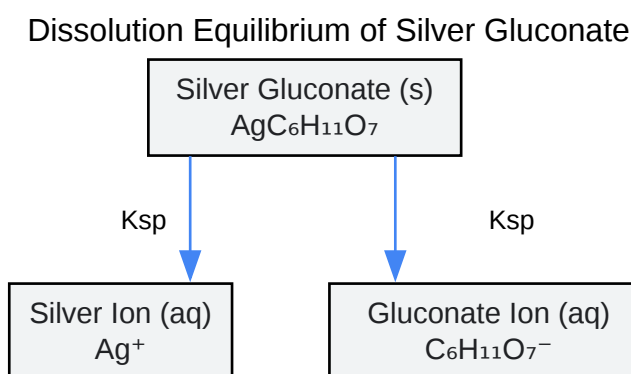 Dissolution Equilibrium of Silver Gluconate
Silver Gluconate (s)
AgC₆H₁₁O₇
Ksp
Ksp
Silver Ion (aq)
Ag⁺
Gluconate Ion (aq)
C₆H₁₁O₇⁻